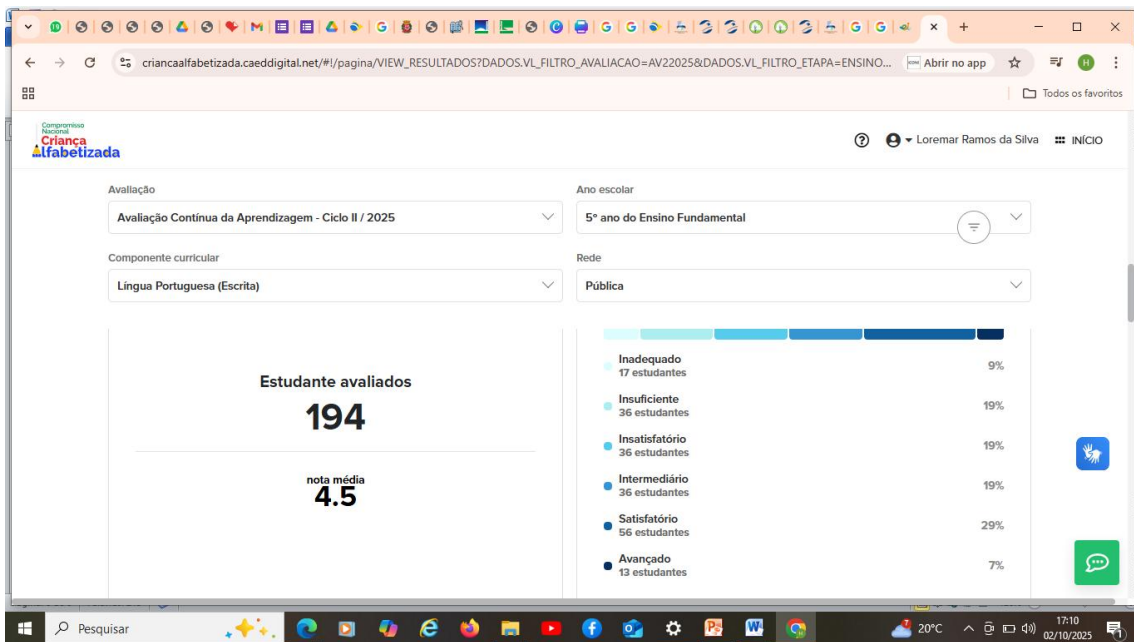 criancaalfabetizada.caeddigital.net/#!/pagina/VIEW_RESULTADOS?DADOS.VL_FILTRO_AVALIACAO=AV22025&DADOS.VL_FILTRO_ETAPA=ENSINO...
Abrir no app
H
Todos os favoritos
Compromisso
Nacional
Criança
Alfabetizada
Loremar Ramos da Silva
INÍCIO
Avaliação
Ano escolar
Avaliação Contínua da Aprendizagem - Ciclo II / 2025
5º ano do Ensino Fundamental
Componente curricular
Rede
Língua Portuguesa (Escrita)
Pública
Estudante avaliados
194
nota média
4.5
Inadequado
17 estudantes
9%
Insuficiente
36 estudantes
19%
Insatisfatório
36 estudantes
19%
Intermediário
36 estudantes
19%
Satisfatório
56 estudantes
29%
Avançado
13 estudantes
7%
Pesquisar
20°C
17:10
02/10/2025